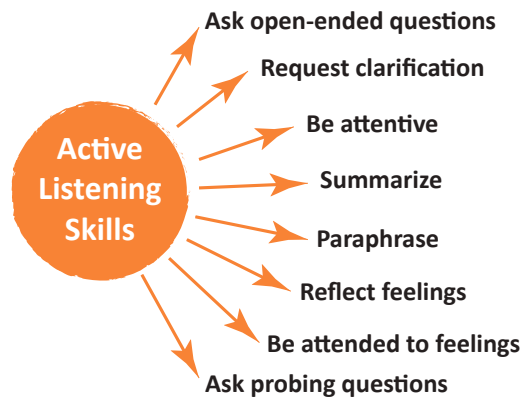 Active
Listening
Skills
Ask open-ended questions
Request clarification
Be attentive
Summarize
Paraphrase
Reflect feelings
Be attended to feelings
Ask probing questions